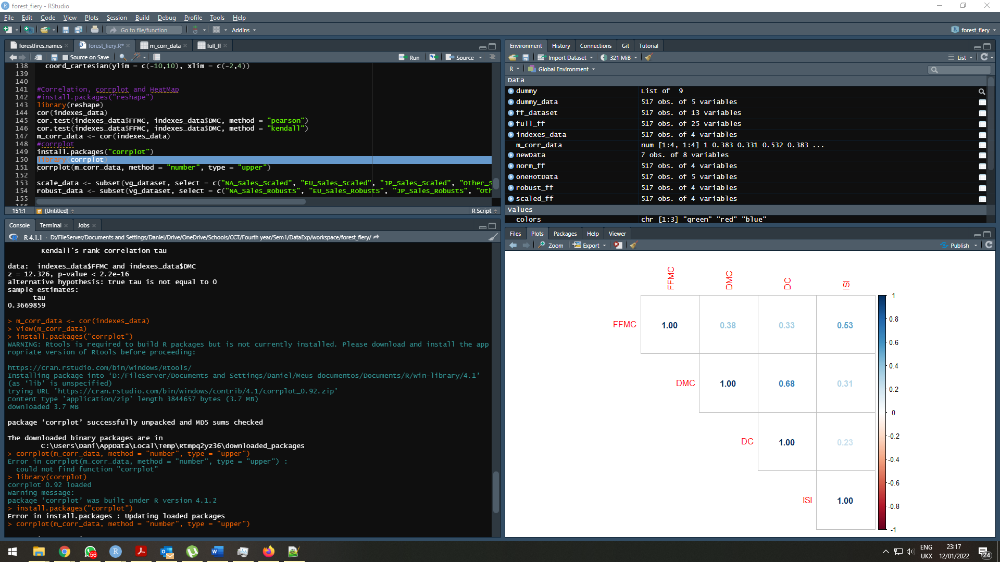 forest_fiery - RStudio
File Edit Code View Plots Session Build Debug Profile Tools Help
Go to file/function Addins forest_fiery
forestfires.names forest_fiery.R* m_corr_data full_ff
Source on Save Run Source
138 coord_cartesian(ylim = c(-10,10), xlim = c(-2,4))
139
140
141 #Correlation, corrplot and HeatMap
142 #install.packages("reshape")
143 library(reshape)
144 cor(indexes_data)
145 cor.test(indexes_data$FFMC, indexes_data$DMC, method = "pearson")
146 cor.test(indexes_data$FFMC, indexes_data$DMC, method = "kendall")
147 m_corr_data <- cor(indexes_data)
148 #corrplot
149 install.packages("corrplot")
150 library(corrplot)
151 corrplot(m_corr_data, method = "number", type = "upper")
152
153 scale_data <- subset(vg_dataset, select = c("NA_Sales_Scaled", "EU_Sales_Scaled", "JP_Sales_Scaled", "Other_S
154 robust_data <- subset(vg_dataset, select = c("NA_Sales_RobustS", "EU_Sales_RobustS", "JP_Sales_RobustS", "Oth
155
151:1 # (Untitled) R Script
Console Terminal Jobs
R 4.1.1 · D:/FileServer/Documents and Settings/Daniel/Drive/OneDrive/Schools/CCT/Fourth year/Sem1/DataExp/workspace/forest_fiery/
Kendall's rank correlation tau
data:  indexes_data$FFMC and indexes_data$DMC
z = 12.326, p-value < 2.2e-16
alternative hypothesis: true tau is not equal to 0
sample estimates:
tau
0.3669859
> m_corr_data <- cor(indexes_data)
> View(m_corr_data)
> install.packages("corrplot")
WARNING: Rtools is required to build R packages but is not currently installed. Please download and install the app
ropriate version of Rtools before proceeding:
https://cran.rstudio.com/bin/windows/Rtools/
Installing package into ‘D:/FileServer/Documents and Settings/Daniel/Meus documentos/Documents/R/win-library/4.1’
(as ‘lib’ is unspecified)
trying URL 'https://cran.rstudio.com/bin/windows/contrib/4.1/corrplot_0.92.zip'
Content type 'application/zip' length 3844657 bytes (3.7 MB)
downloaded 3.7 MB
package ‘corrplot’ successfully unpacked and MD5 sums checked
The downloaded binary packages are in
C:\Users\Dani\AppData\Local\Temp\Rtmpq2yz36\downloaded_packages
> corrplot(m_corr_data, method = "number", type = "upper")
Error in corrplot(m_corr_data, method = "number", type = "upper") :
could not find function "corrplot"
> library(corrplot)
corrplot 0.92 loaded
Warning message:
package ‘corrplot’ was built under R version 4.1.2
> install.packages("corrplot")
Error in install.packages : Updating loaded packages
> corrplot(m_corr_data, method = "number", type = "upper")
Environment History Connections Git Tutorial
Import Dataset 321 MiB List
R Global Environment
Data
dummy List of  9
dummy_data 517 obs. of 5 variables
ff_dataset 517 obs. of 13 variables
full_ff 517 obs. of 25 variables
indexes_data 517 obs. of 4 variables
m_corr_data num [1:4, 1:4] 1 0.383 0.331 0.532 0.383 ...
newData 7 obs. of 8 variables
norm_ff 517 obs. of 4 variables
oneHotData 517 obs. of 5 variables
robust_ff 517 obs. of 4 variables
scaled_ff 517 obs. of 4 variables
Values
colors chr [1:3] "green" "red" "blue"
Files Plots Packages Help Viewer
Zoom Export Publish
FFMC DMC DC ISI
FFMC 1.00 0.38 0.33 0.53
DMC 1.00 0.68 0.31
DC 1.00 0.23
ISI 1.00
1
0.8
0.6
0.4
0.2
0
-0.2
-0.4
-0.6
-0.8
-1
56
ENG 23:17
UKX 12/01/2022 24